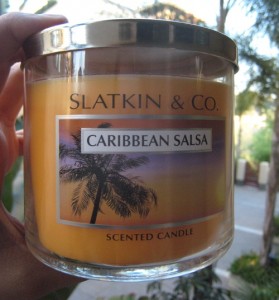 SLATKIN & CO.
CARIBBEAN SALSA
SCENTED CANDLE